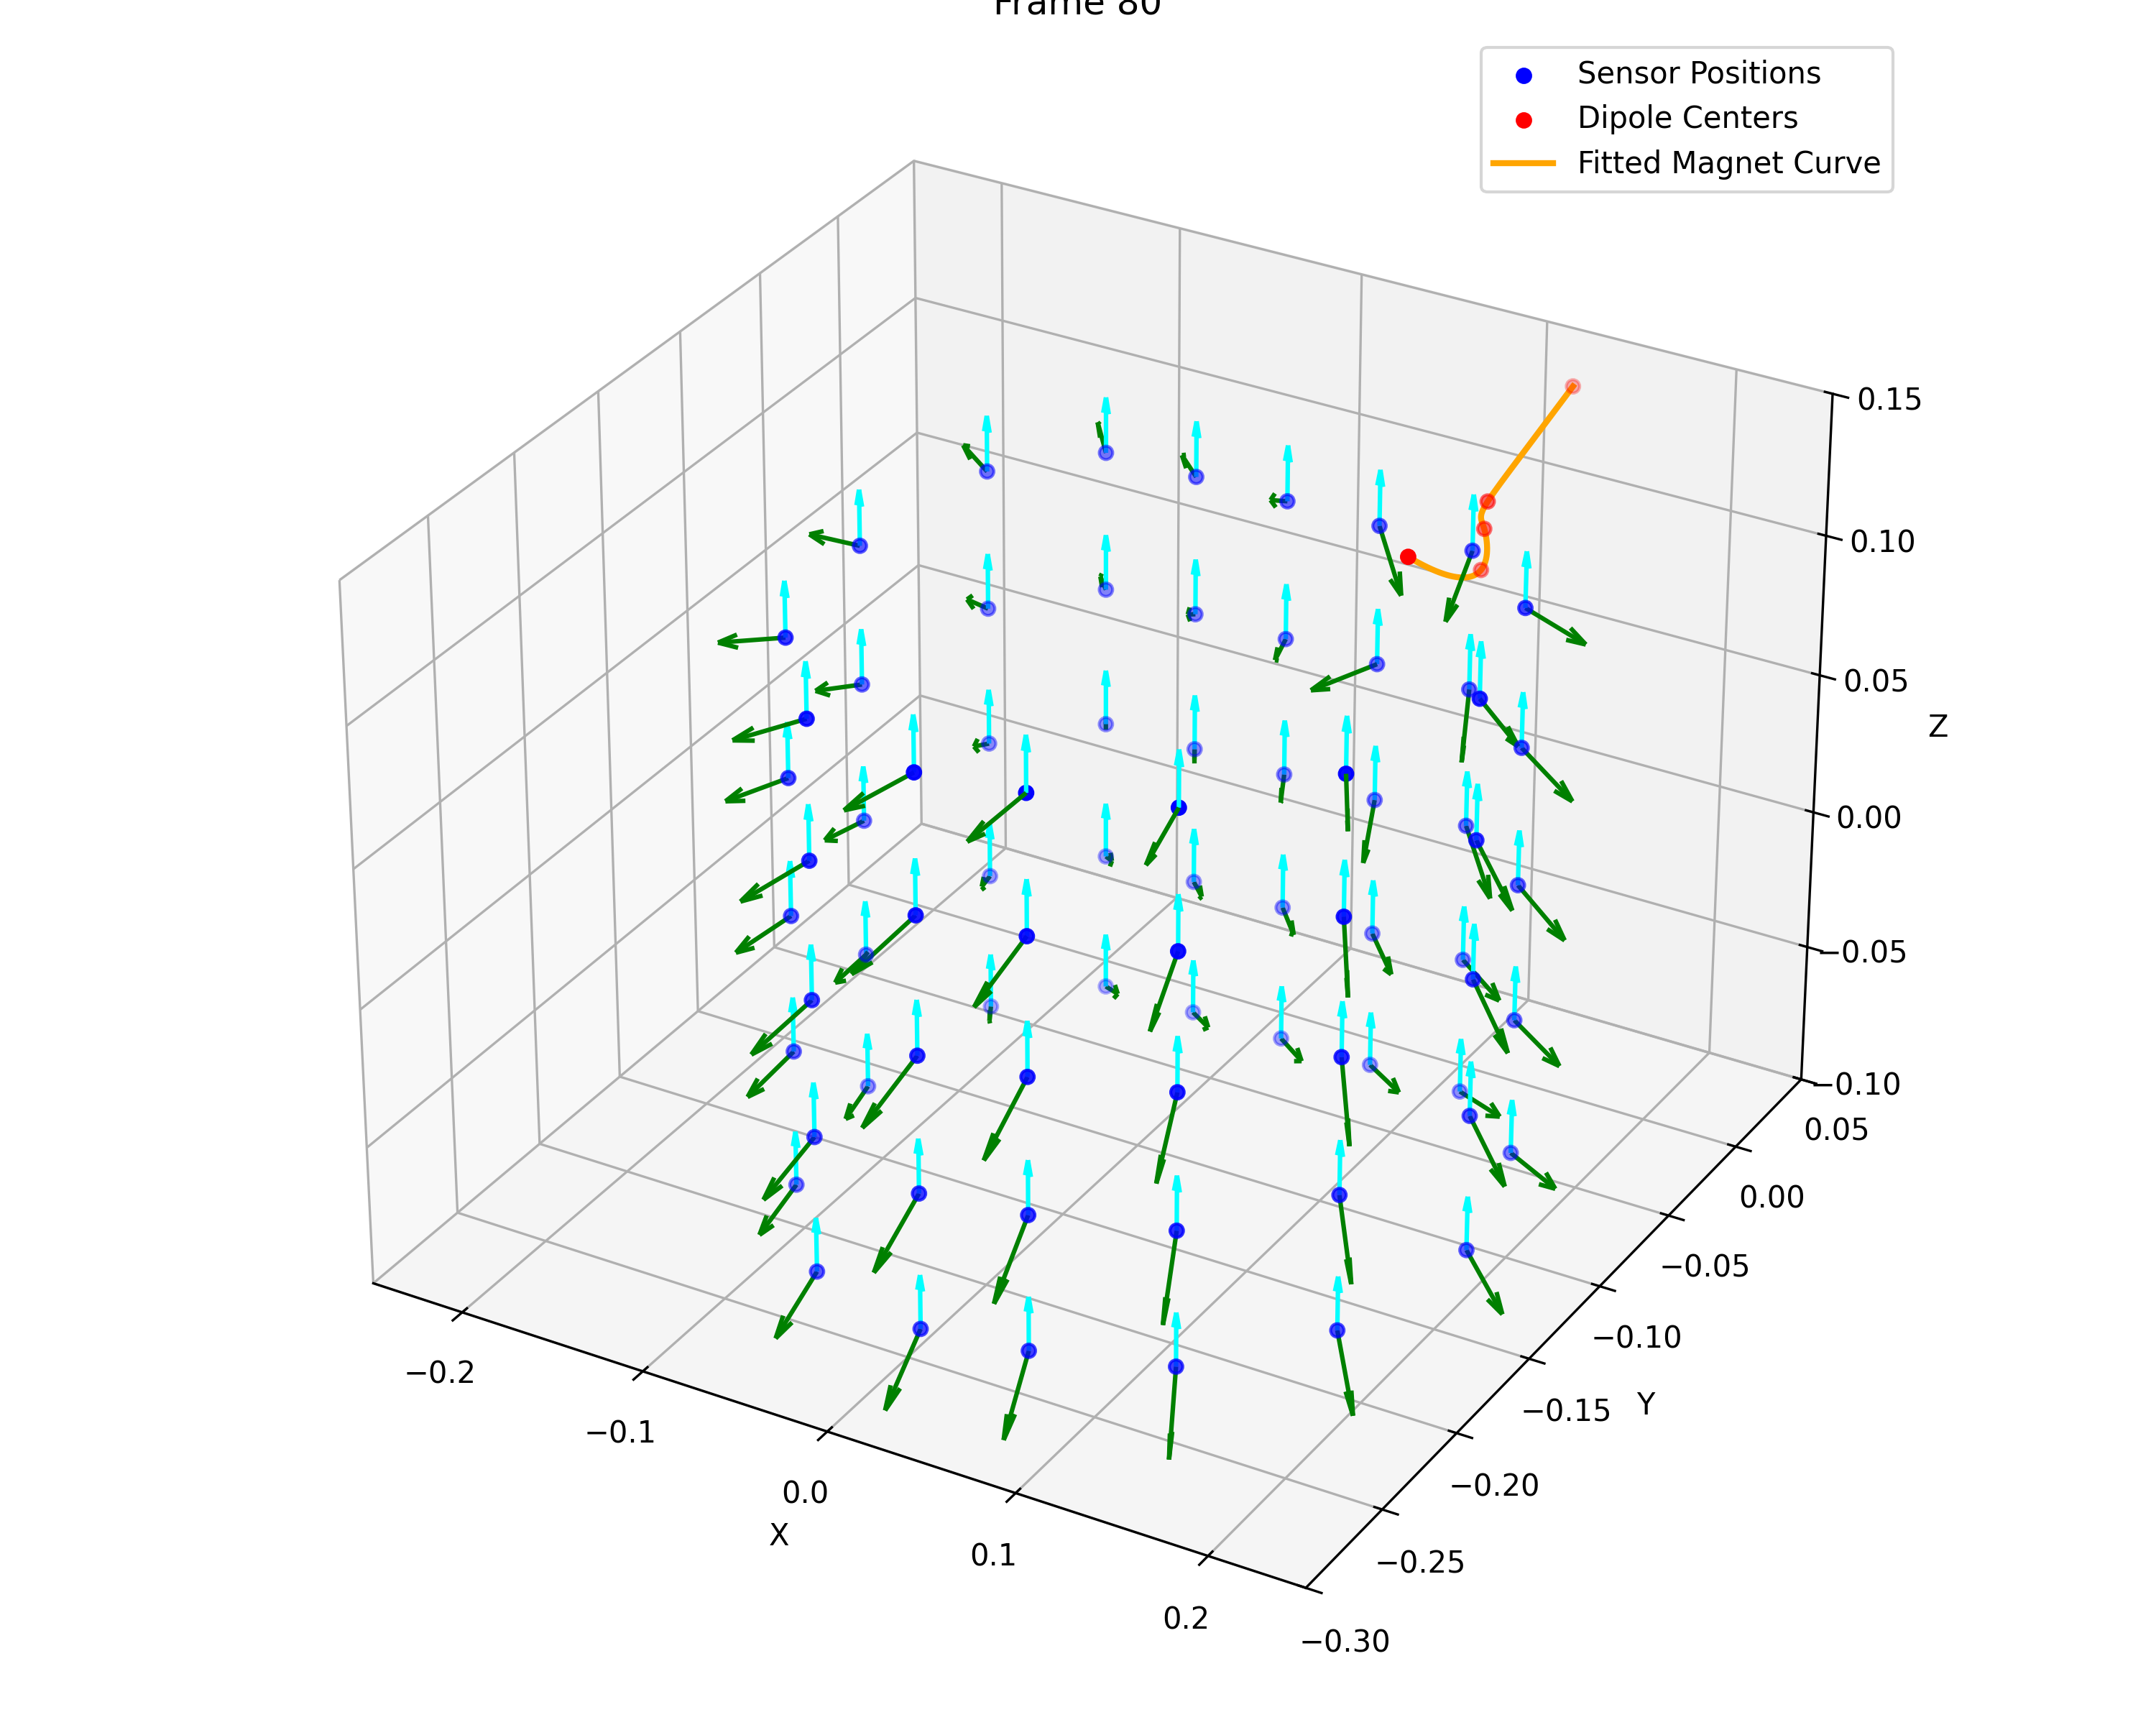 Frame 80
Sensor Positions
Dipole Centers
Fitted Magnet Curve
0.15
0.10
0.05
Z
0.00
−0.05
−0.10
0.05
0.00
−0.05
−0.10
−0.15
Y
−0.20
−0.25
−0.30
−0.2
−0.1
0.0
X
0.1
0.2